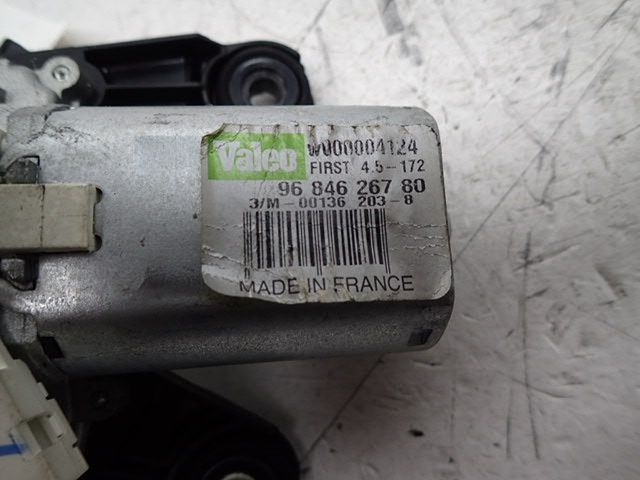 Valeo W000004124
FIRST 4.5-172
96 846 267 80
3/M-00136 203-8
MADE IN FRANCE